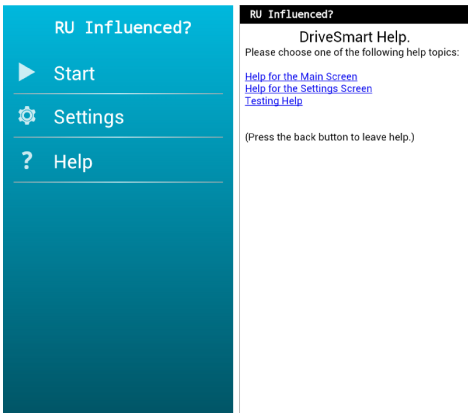 RU Influenced?
Start
Settings
? Help
RU Influenced?
DriveSmart Help.
Please choose one of the following help topics:
Help for the Main Screen
Help for the Settings Screen
Testing Help
(Press the back button to leave help.)